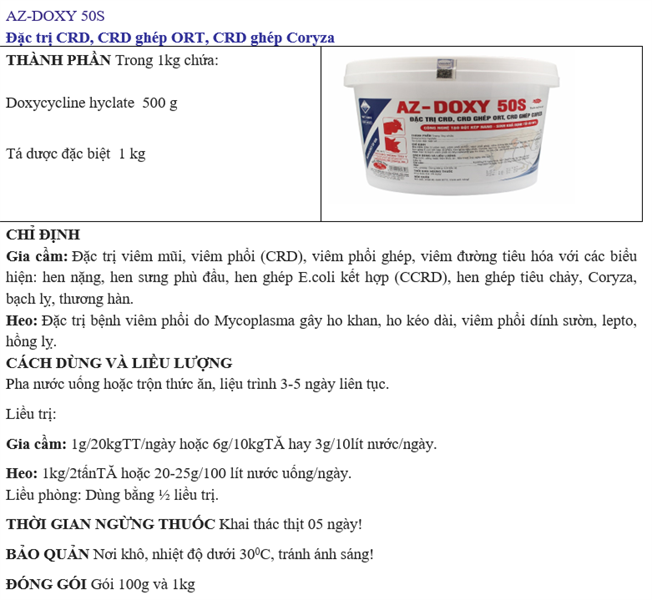 AZ-DOXY 50S
Đặc trị CRD, CRD ghép ORT, CRD ghép Coryza
THÀNH PHẦN Trong 1kg chứa:
Doxycycline hyclate 500 g
Tá dược đặc biệt 1 kg
AZ-DOXY 50S
ĐẶC TRỊ CRD, CRD GHÉP ORT, CRD GHÉP CORYZA
CHỈ ĐỊNH
Gia cầm: Đặc trị viêm mũi, viêm phổi (CRD), viêm phổi ghép, viêm đường tiêu hóa với các biểu
hiện: hen nặng, hen sưng phù đầu, hen ghép E.coli kết hợp (CCRD), hen ghép tiêu chảy, Coryza,
bạch lỵ, thương hàn.
Heo: Đặc trị bệnh viêm phổi do Mycoplasma gây ho khan, ho kéo dài, viêm phổi dính sườn, lepto,
hồng lỵ.
CÁCH DÙNG VÀ LIỀU LƯỢNG
Pha nước uống hoặc trộn thức ăn, liệu trình 3-5 ngày liên tục.
Liều trị:
Gia cầm: 1g/20kgTT/ngày hoặc 6g/10kgTĂ hay 3g/10lít nước/ngày.
Heo: 1kg/2tấnTĂ hoặc 20-25g/100 lít nước uống/ngày.
Liều phòng: Dùng bằng ½ liều trị.
THỜI GIAN NGỪNG THUỐC Khai thác thịt 05 ngày!
BẢO QUẢN Nơi khô, nhiệt độ dưới 30⁰C, tránh ánh sáng!
ĐÓNG GÓI Gói 100g và 1kg